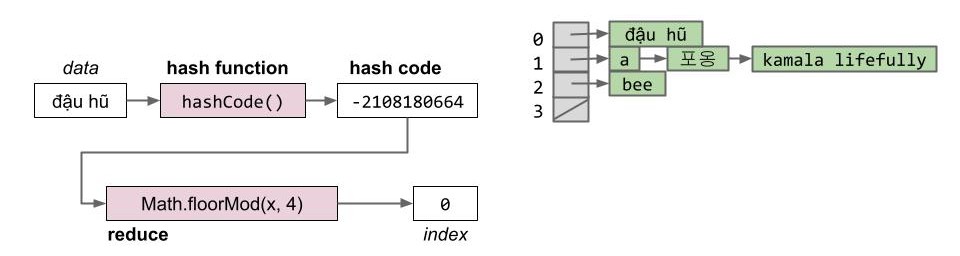 data
hash function
hash code
đậu hũ
hashCode()
-2108180664
Math.floorMod(x, 4)
0
reduce
index
0
đậu hũ
1
a
포옹
kamala lifefully
2
bee
3